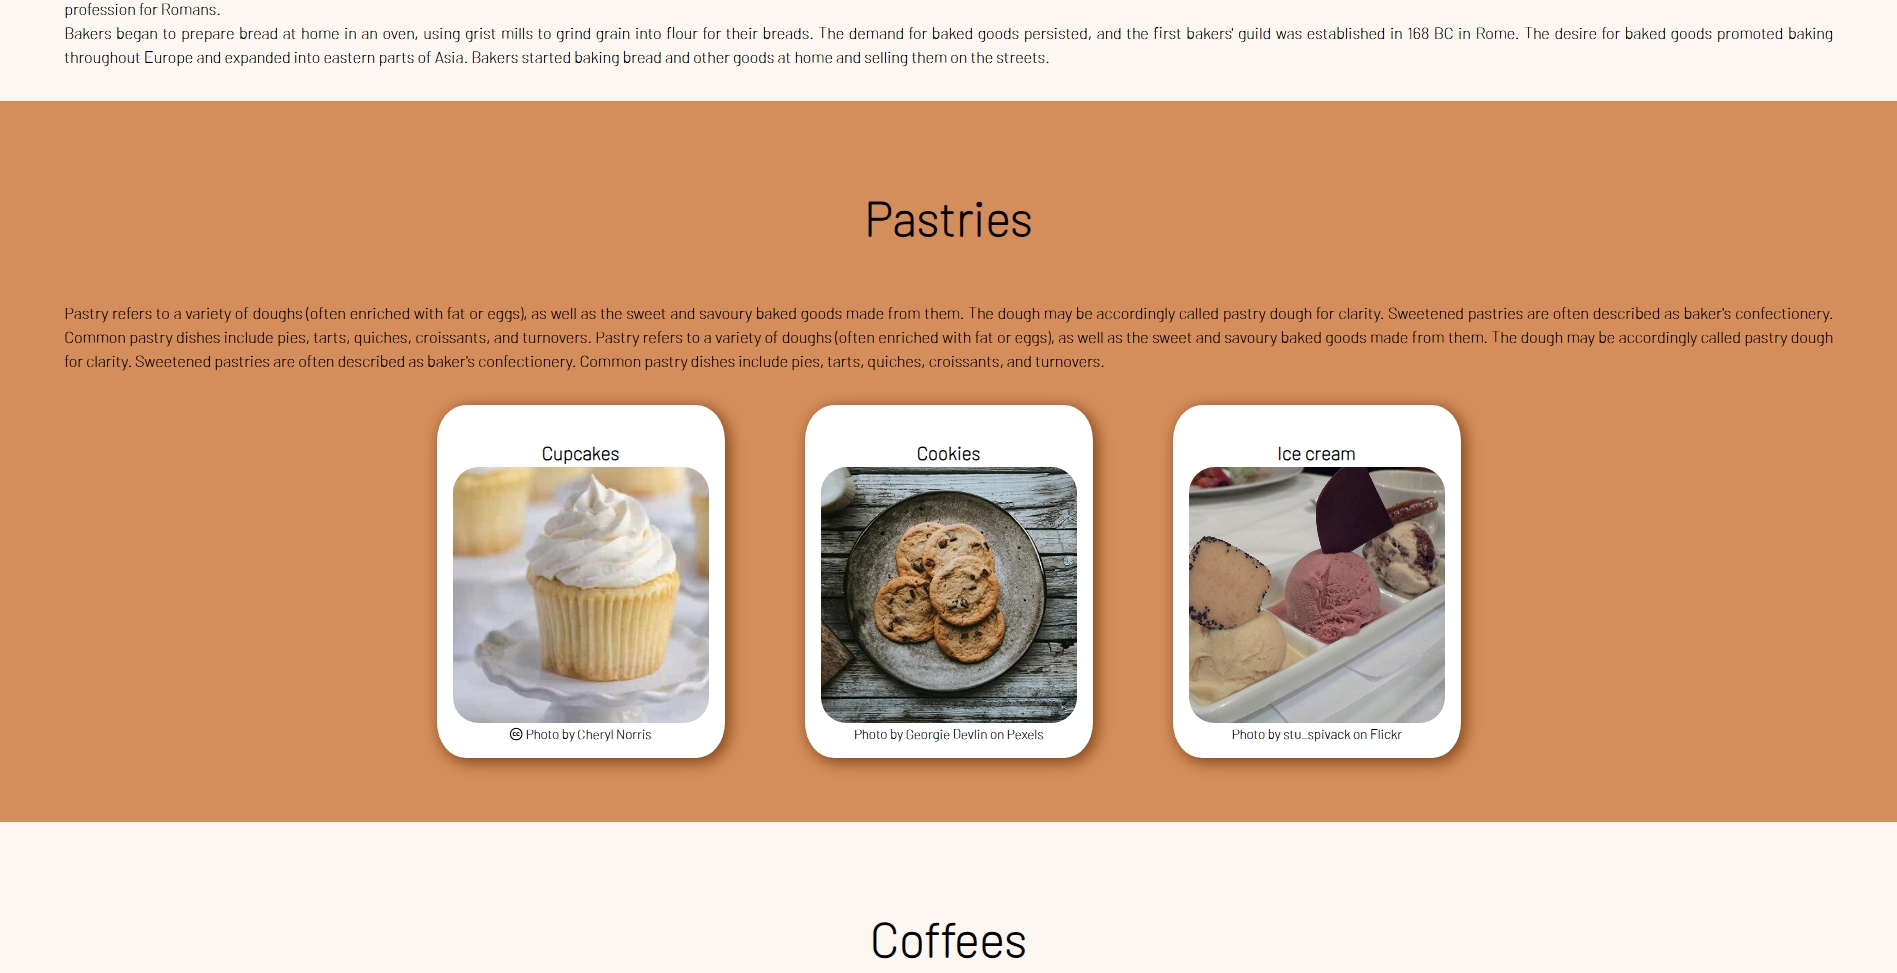 profession for Romans.
Bakers began to prepare bread at home in an oven, using grist mills to grind grain into flour for their breads. The demand for baked goods persisted, and the first bakers' guild was established in 168 BC in Rome. The desire for baked goods promoted baking
throughout Europe and expanded into eastern parts of Asia. Bakers started baking bread and other goods at home and selling them on the streets.
Pastries
Pastry refers to a variety of doughs (often enriched with fat or eggs), as well as the sweet and savoury baked goods made from them. The dough may be accordingly called pastry dough for clarity. Sweetened pastries are often described as baker's confectionery.
Common pastry dishes include pies, tarts, quiches, croissants, and turnovers. Pastry refers to a variety of doughs (often enriched with fat or eggs), as well as the sweet and savoury baked goods made from them. The dough may be accordingly called pastry dough
for clarity. Sweetened pastries are often described as baker's confectionery. Common pastry dishes include pies, tarts, quiches, croissants, and turnovers.
Cupcakes
Photo by Cheryl Norris
Cookies
Photo by Georgie Devlin on Pexels
Ice cream
Photo by stu_spivack on Flickr
Coffees